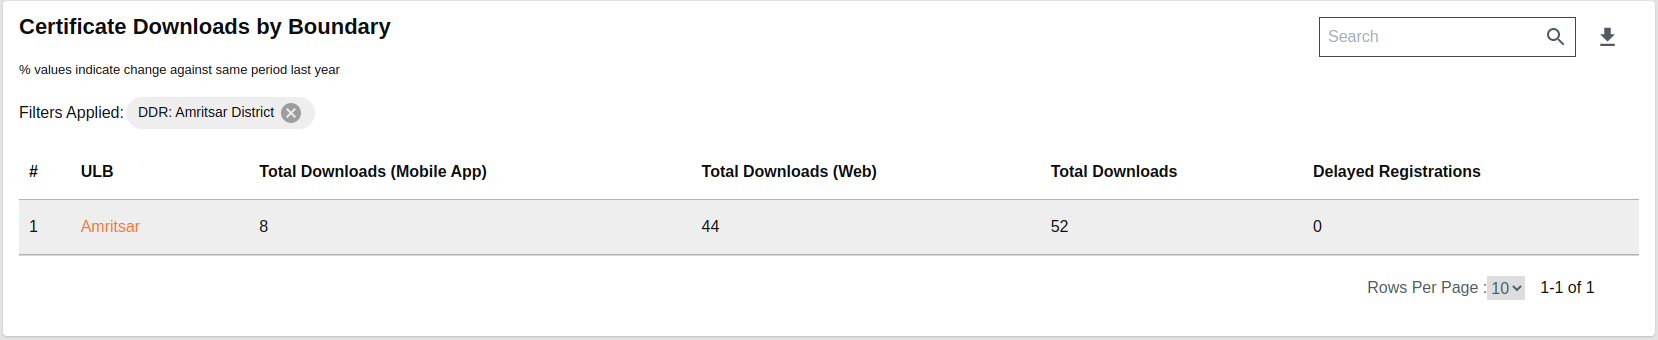 Certificate Downloads by Boundary
Search
% values indicate change against same period last year
Filters Applied: DDR: Amritsar District
# ULB Total Downloads (Mobile App) Total Downloads (Web) Total Downloads Delayed Registrations
1 Amritsar 8 44 52 0
Rows Per Page : 10 1-1 of 1